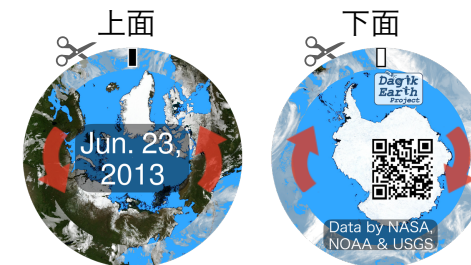 上面
下面
Jun. 23,
2013
Dagik
Earth
Project
Data by NASA,
NOAA & USGS